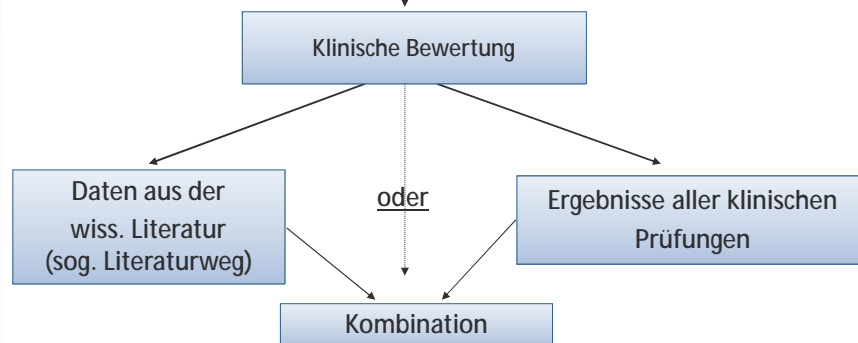 Klinische Bewertung
Daten aus der
wiss. Literatur
(sog. Literaturweg)
oder
Ergebnisse aller klinischen
Prüfungen
Kombination